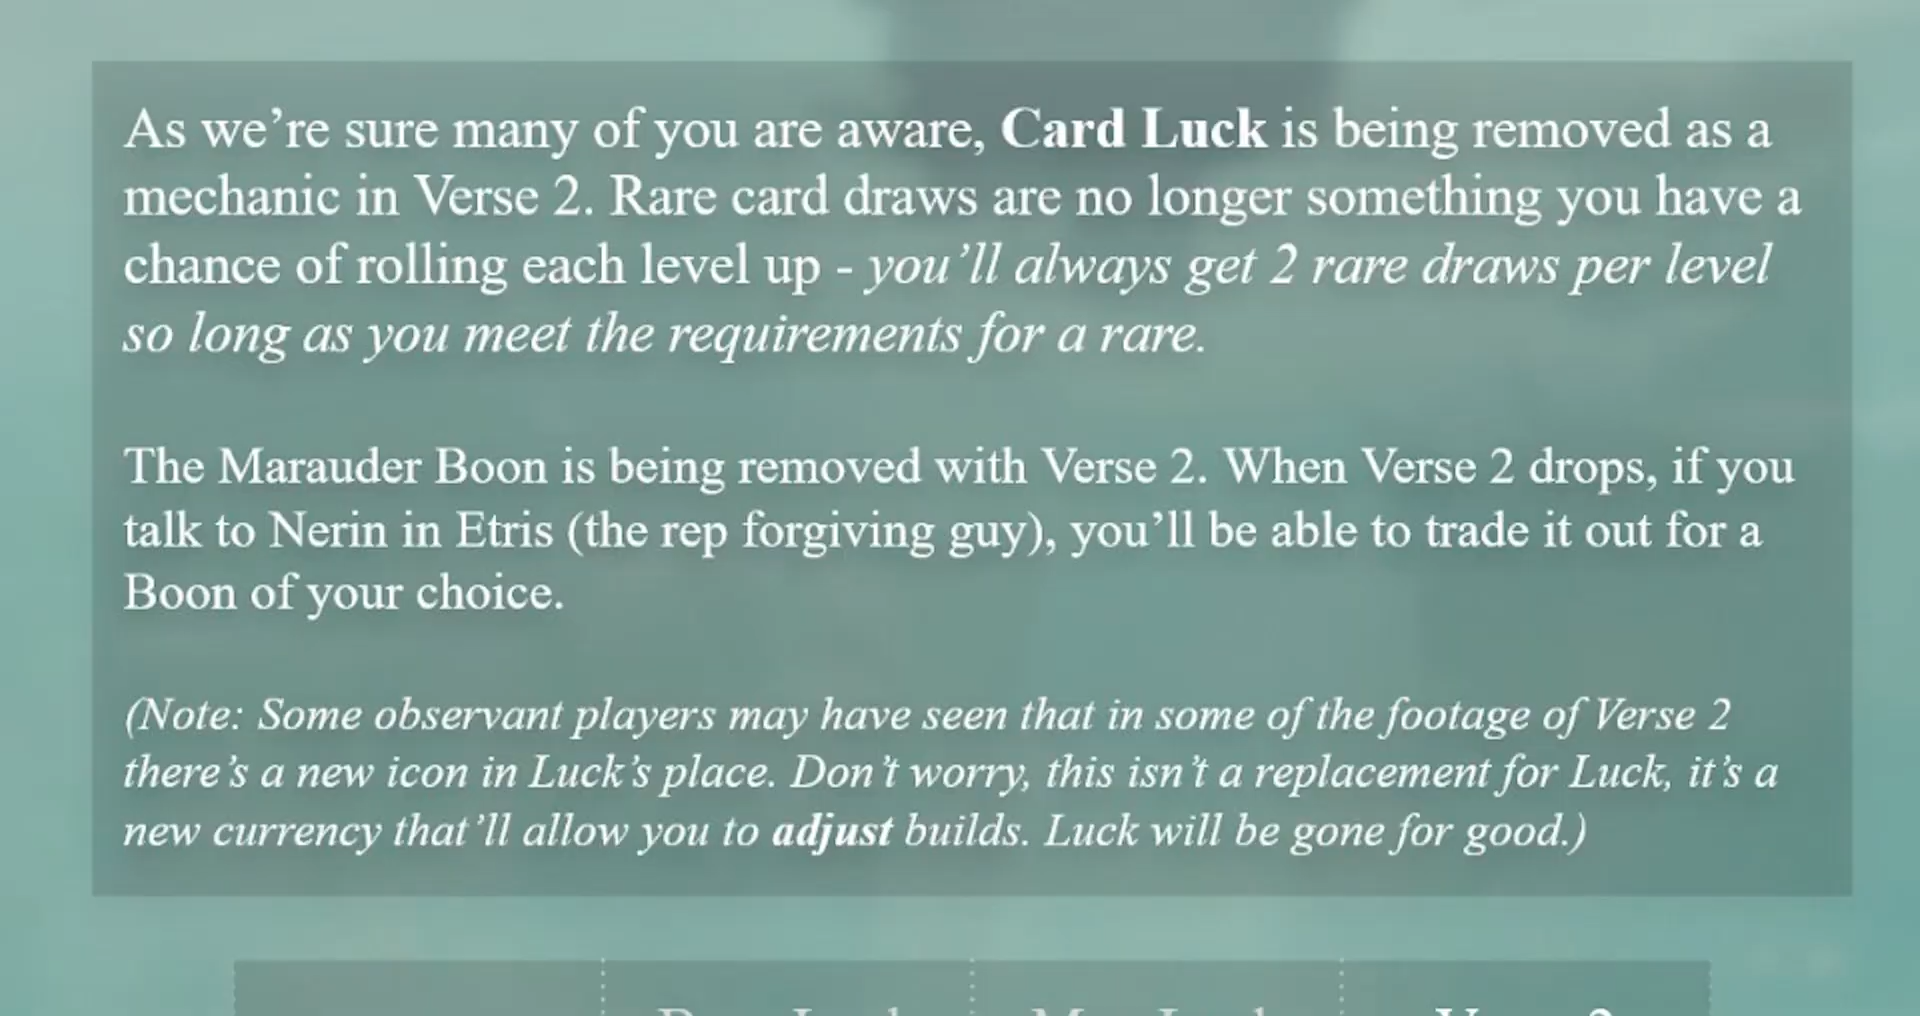 As we’re sure many of you are aware, Card Luck is being removed as a
mechanic in Verse 2. Rare card draws are no longer something you have a
chance of rolling each level up - you’ll always get 2 rare draws per level
so long as you meet the requirements for a rare.
The Marauder Boon is being removed with Verse 2. When Verse 2 drops, if you
talk to Nerin in Etris (the rep forgiving guy), you’ll be able to trade it out for a
Boon of your choice.
(Note: Some observant players may have seen that in some of the footage of Verse 2
there’s a new icon in Luck’s place. Don’t worry, this isn’t a replacement for Luck, it’s a
new currency that’ll allow you to adjust builds. Luck will be gone for good.)
Verse 2